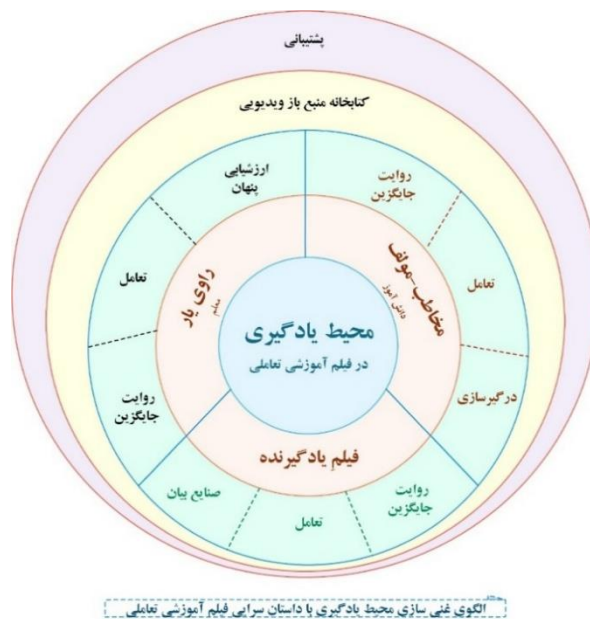 پشتیبانی
کتابخانه منبع باز ویدیویی
ارزشیابی
پنهان
روایت
جایگزین
تعامل
تعامل
راوی یار
معلم
مخاطب-مولف
دانش آموز
محیط یادگیری
در فیلم آموزشی تعاملی
روایت
جایگزین
درگیرسازی
فیلم یادگیرنده
صنایع بیان
تعامل
روایت
جایگزین
الگوی غنی سازی محیط یادگیری با داستان سرایی فیلم آموزشی تعاملی